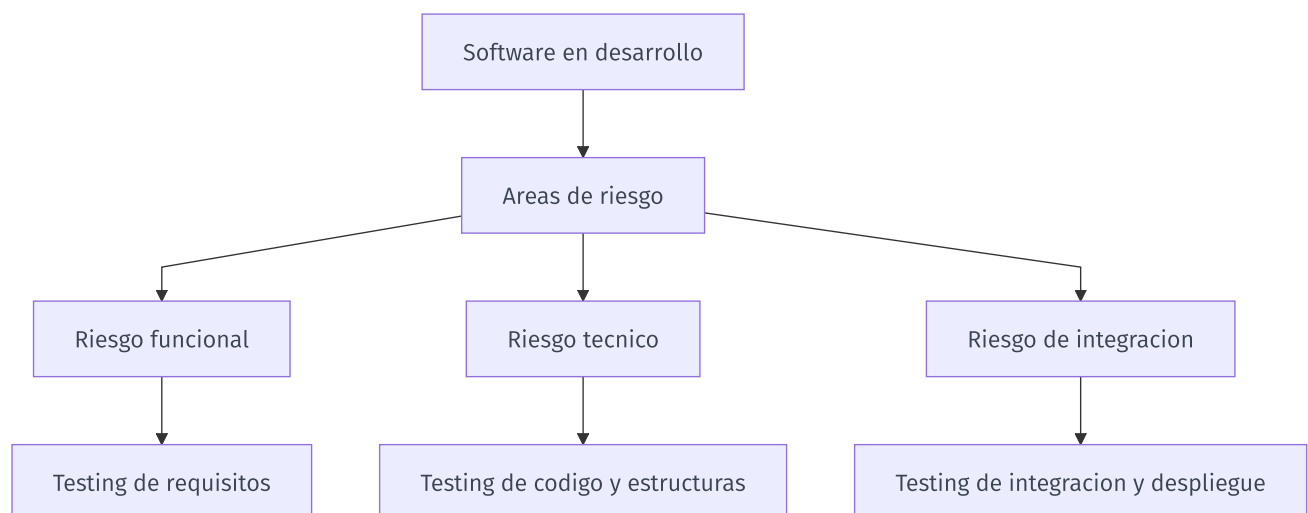 Software en desarrollo
Areas de riesgo
Riesgo funcional
Riesgo tecnico
Riesgo de integracion
Testing de requisitos
Testing de codigo y estructuras
Testing de integracion y despliegue